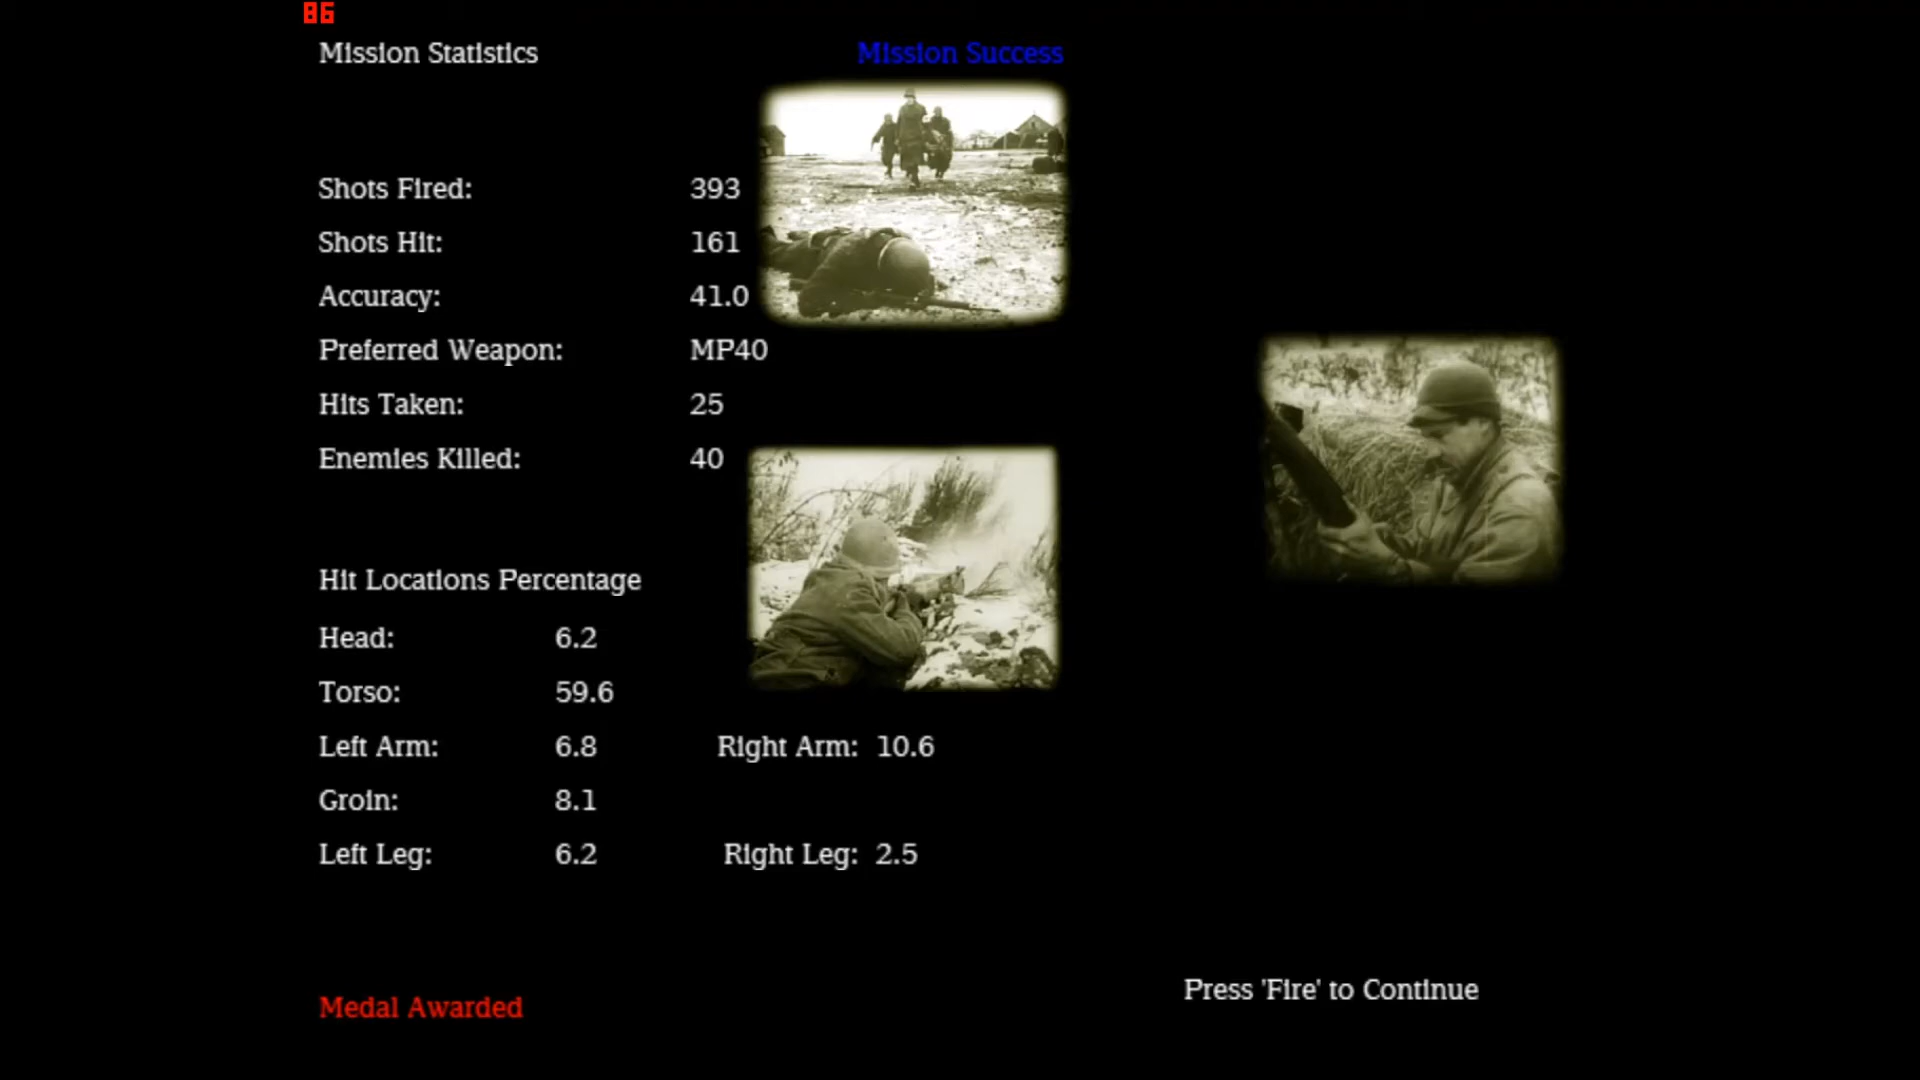 86
Mission Statistics
Mission Success
Shots Fired: 393
Shots Hit: 161
Accuracy: 41.0
Preferred Weapon: MP40
Hits Taken: 25
Enemies Killed: 40
Hit Locations Percentage
Head: 6.2
Torso: 59.6
Left Arm: 6.8 Right Arm: 10.6
Groin: 8.1
Left Leg: 6.2 Right Leg: 2.5
Press 'Fire' to Continue
Medal Awarded